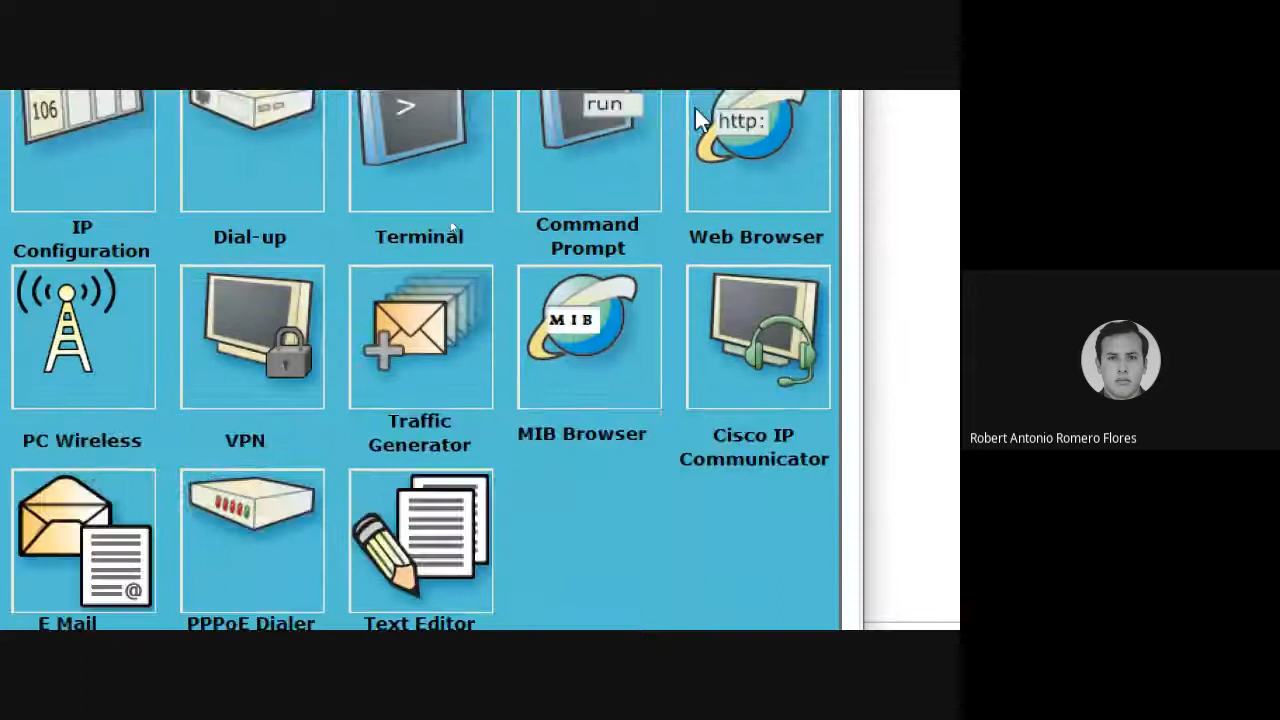 106
>
run
http:
IP
Configuration
Dial-up
Terminal
Command
Prompt
Web Browser
MIB
PC Wireless
VPN
Traffic
Generator
MIB Browser
Cisco IP
Communicator
@
E Mail
PPPoE Dialer
Text Editor
Robert Antonio Romero Flores